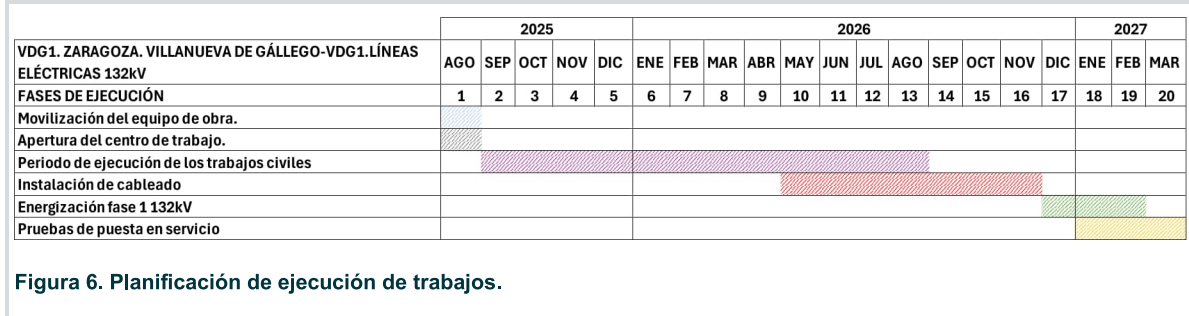 2025 2026 2027
VDG1. ZARAGOZA. VILLANUEVA DE GÁLLEGO-VDG1.LÍNEAS
ELÉCTRICAS 132kV
AGO SEP OCT NOV DIC ENE FEB MAR ABR MAY JUN JUL AGO SEP OCT NOV DIC ENE FEB MAR
FASES DE EJECUCIÓN 1 2 3 4 5 6 7 8 9 10 11 12 13 14 15 16 17 18 19 20
Movilización del equipo de obra.
Apertura del centro de trabajo.
Periodo de ejecución de los trabajos civiles
Instalación de cableado
Energización fase 1 132kV
Pruebas de puesta en servicio
Figura 6. Planificación de ejecución de trabajos.